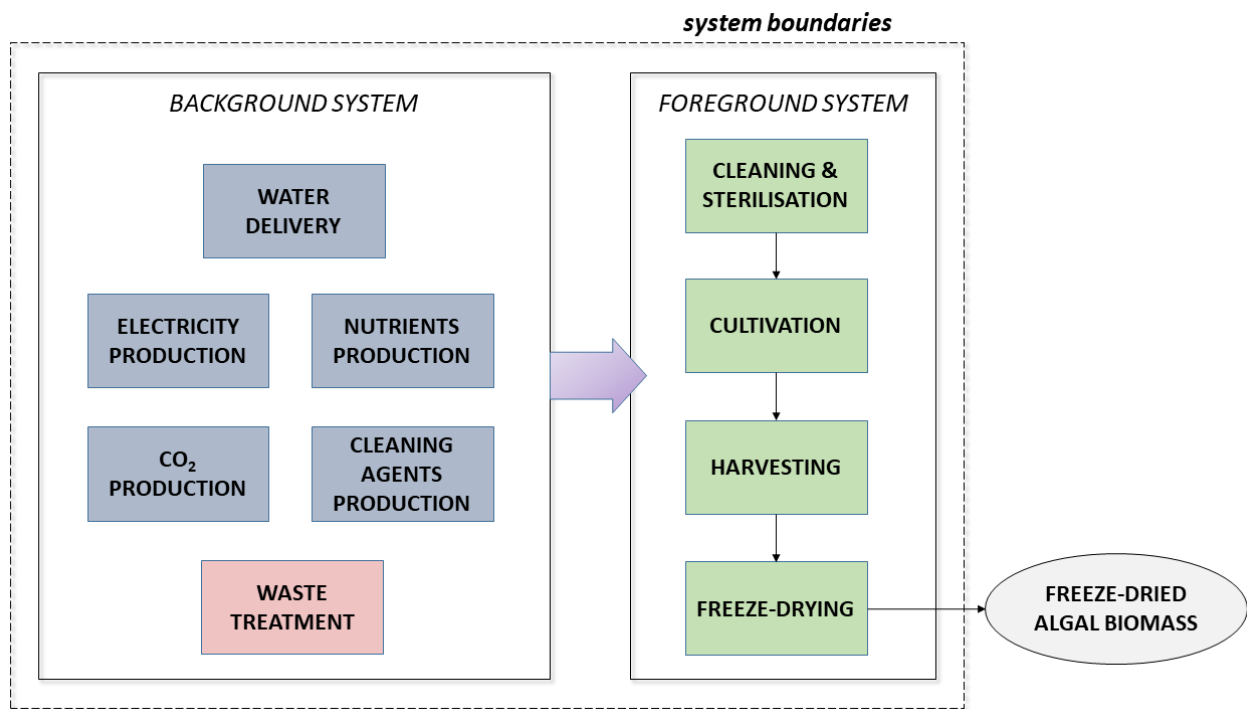 system boundaries
BACKGROUND SYSTEM
WATER
DELIVERY
ELECTRICITY
PRODUCTION
NUTRIENTS
PRODUCTION
CO₂
PRODUCTION
CLEANING
AGENTS
PRODUCTION
WASTE
TREATMENT
FOREGROUND SYSTEM
CLEANING &
STERILISATION
CULTIVATION
HARVESTING
FREEZE-DRYING
FREEZE-DRIED
ALGAL BIOMASS